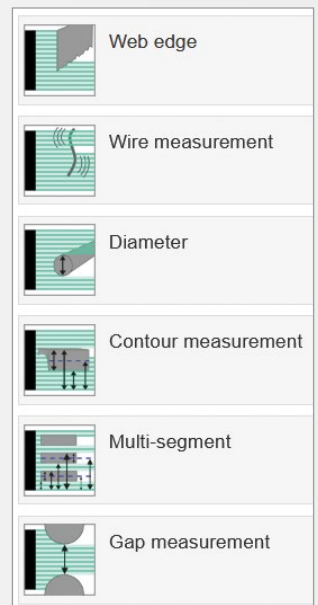 Web edge
Wire measurement
Diameter
Contour measurement
Multi-segment
Gap measurement